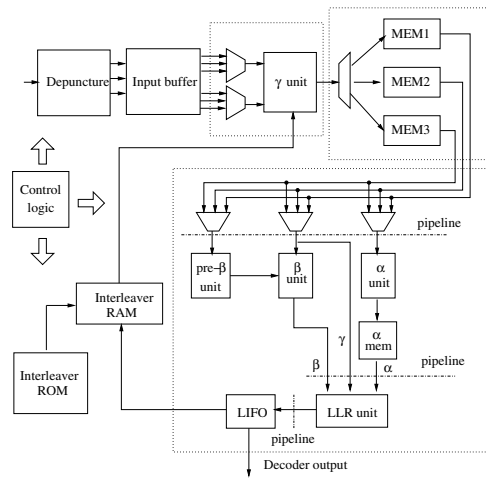 MEM1
Depuncture
Input buffer
γ unit
MEM2
MEM3
Control
logic
pipeline
pre-β
unit
β
unit
α
unit
Interleaver
RAM
γ
α
mem
pipeline
β
α
Interleaver
ROM
LIFO
LLR unit
pipeline
Decoder output